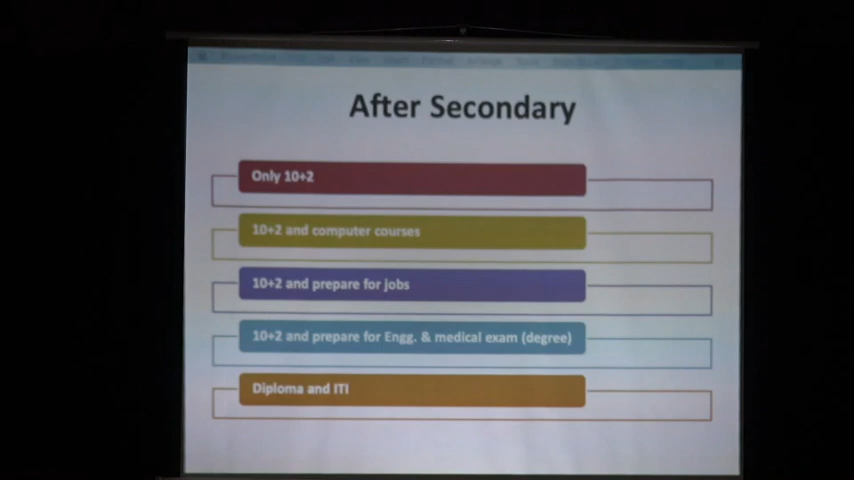 After Secondary
Only 10+2
10+2 and computer courses
10+2 and prepare for jobs
10+2 and prepare for Engg. & medical exam (degree)
Diploma and ITI